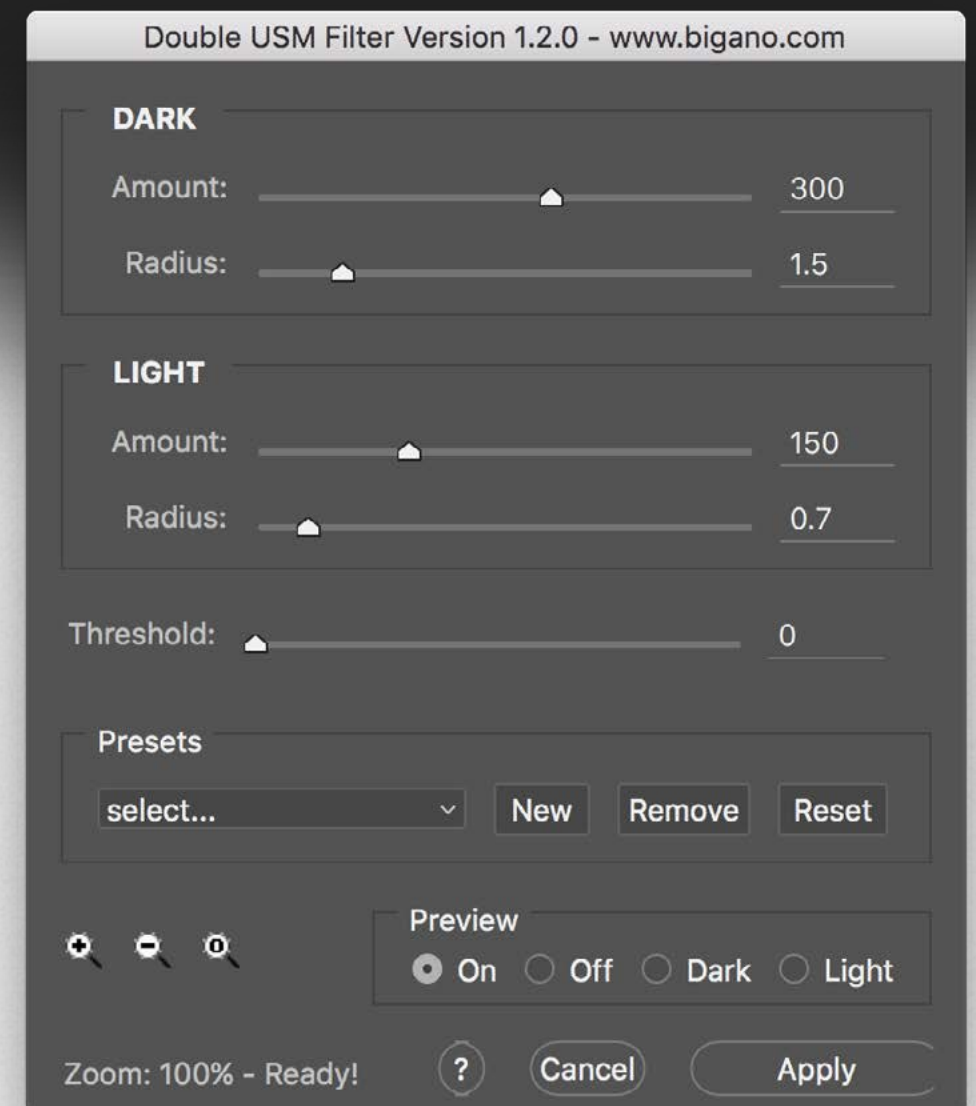 Double USM Filter Version 1.2.0 - www.bigano.com
DARK
Amount: 300
Radius: 1.5
LIGHT
Amount: 150
Radius: 0.7
Threshold: 0
Presets
select... New Remove Reset
Preview
On Off Dark Light
Zoom: 100% - Ready! ? Cancel Apply